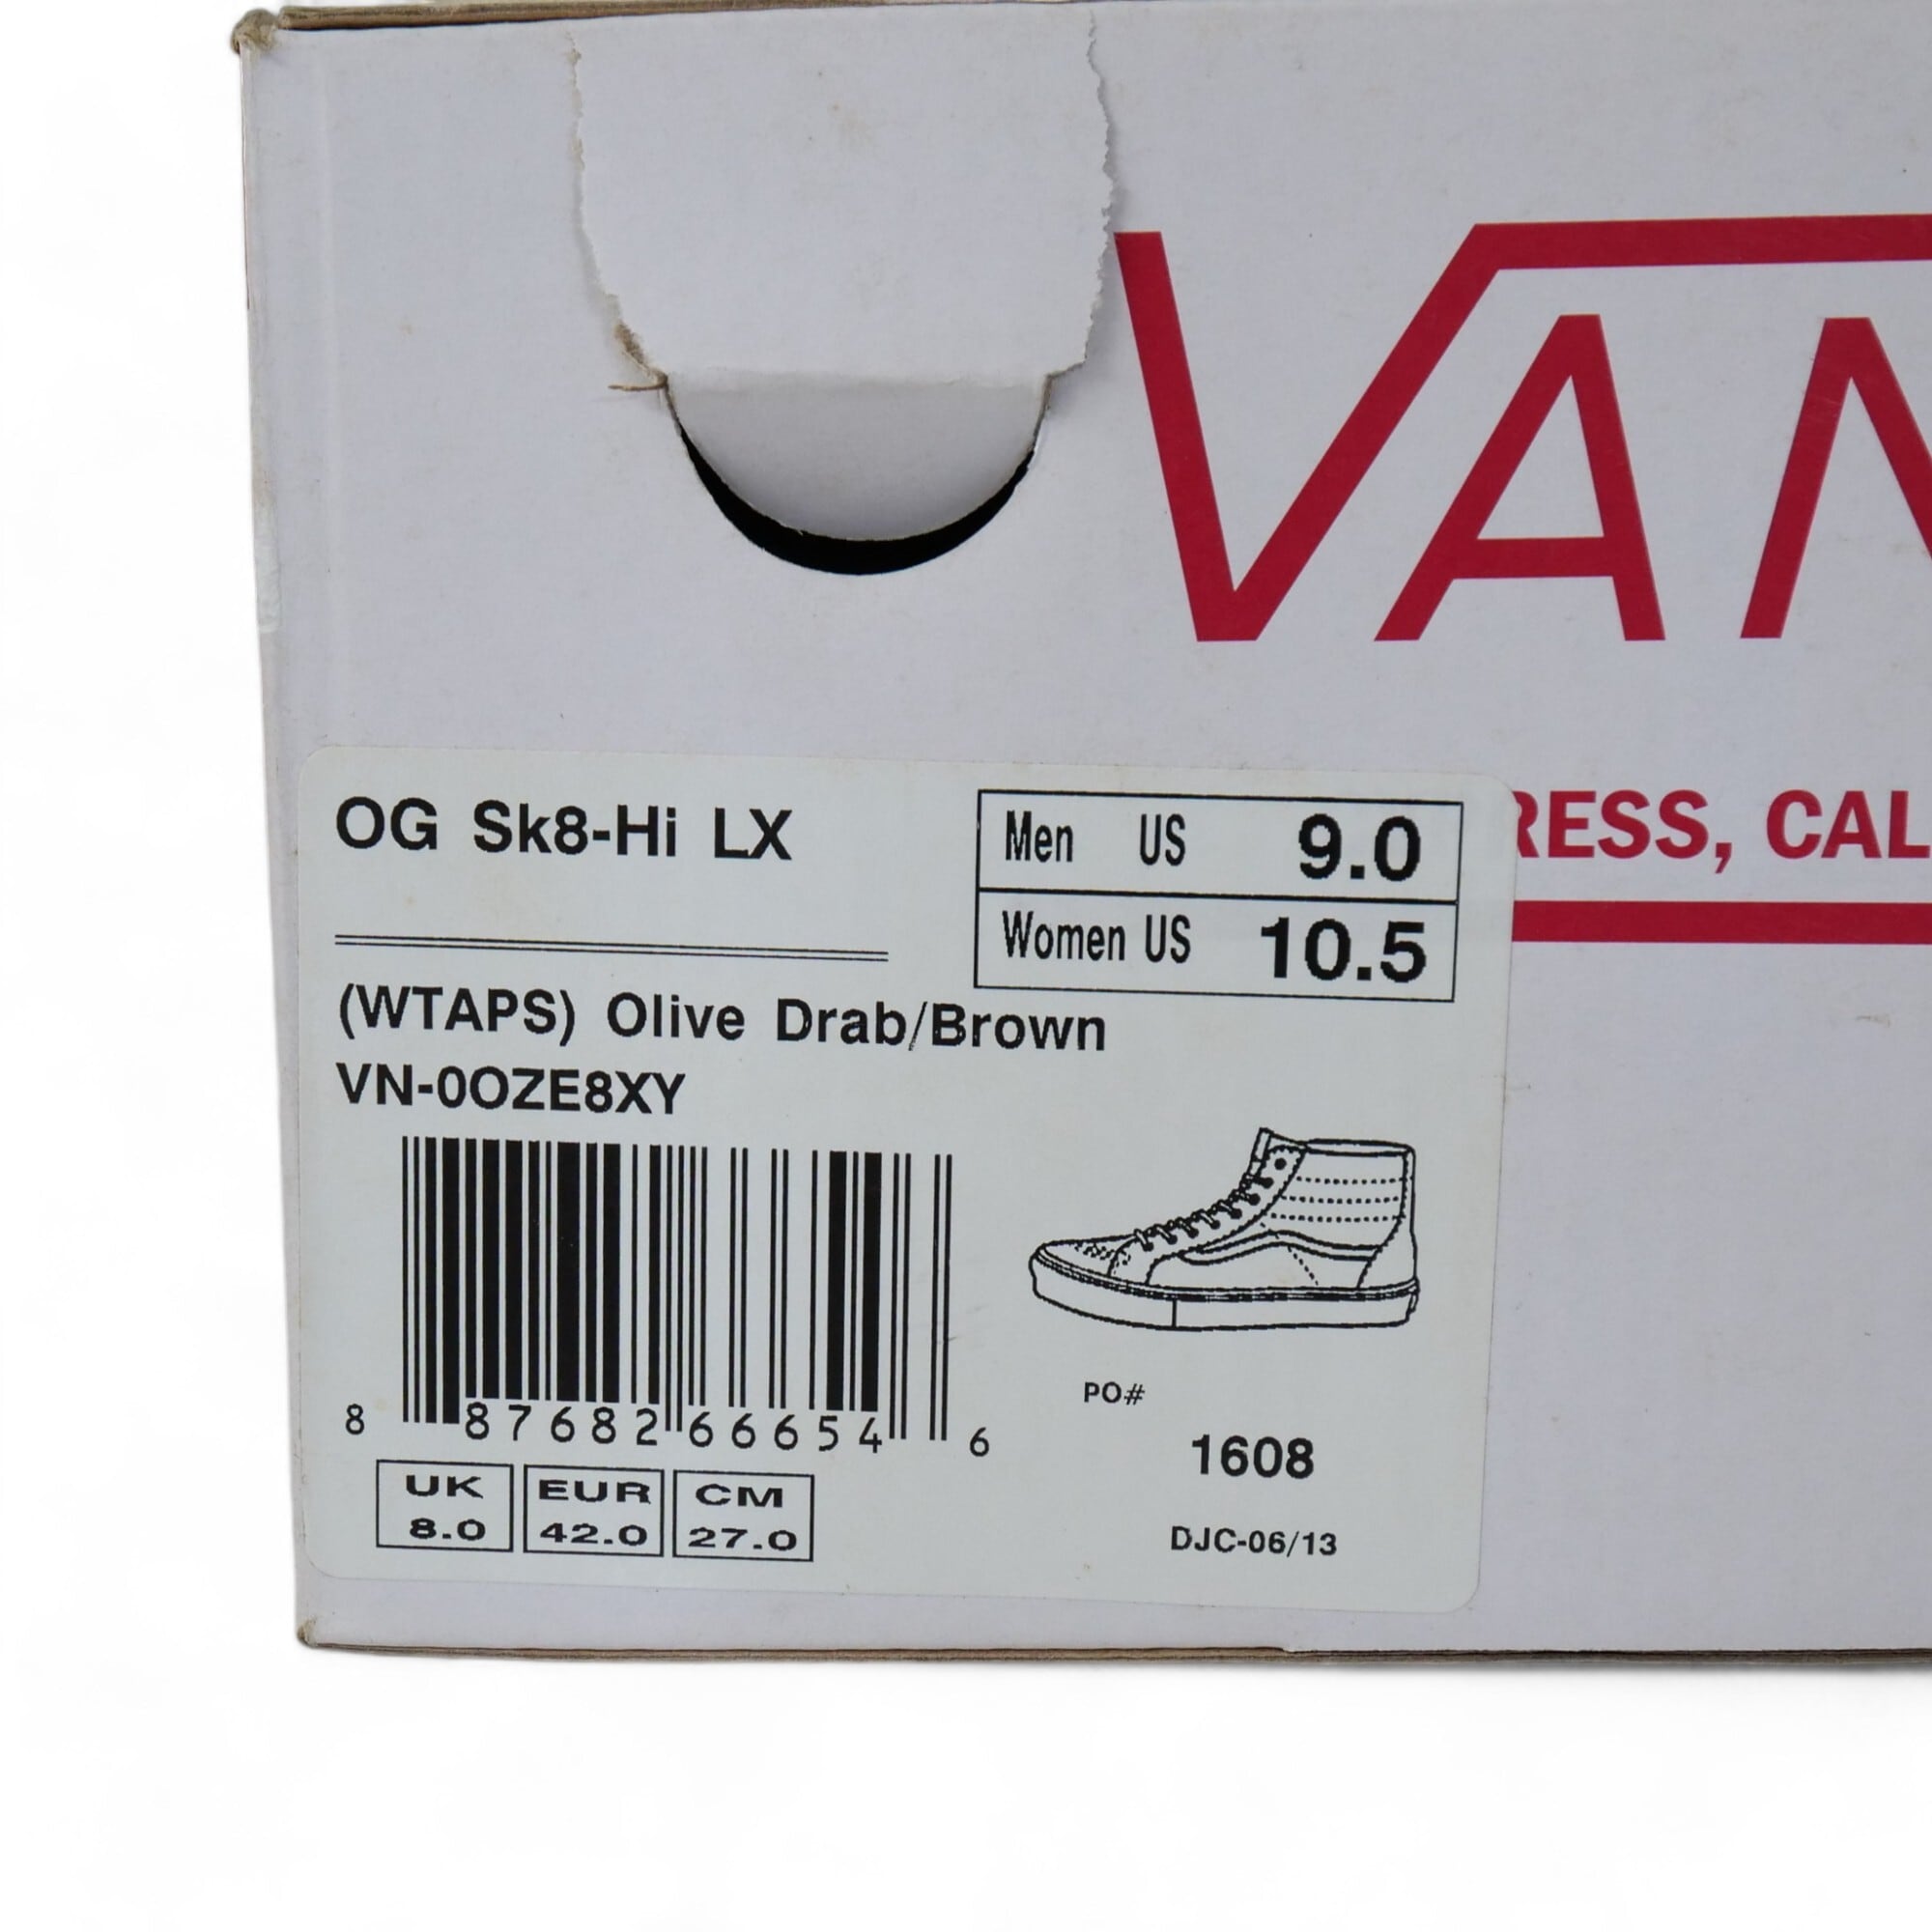 VAN
RESS, CAL
OG Sk8-Hi LX
Men US 9.0
Women US 10.5
(WTAPS) Olive Drab/Brown
VN-0OZE8XY
8 87682 66654 6
PO#
1608
DJC-06/13
UK EUR CM
8.0 42.0 27.0